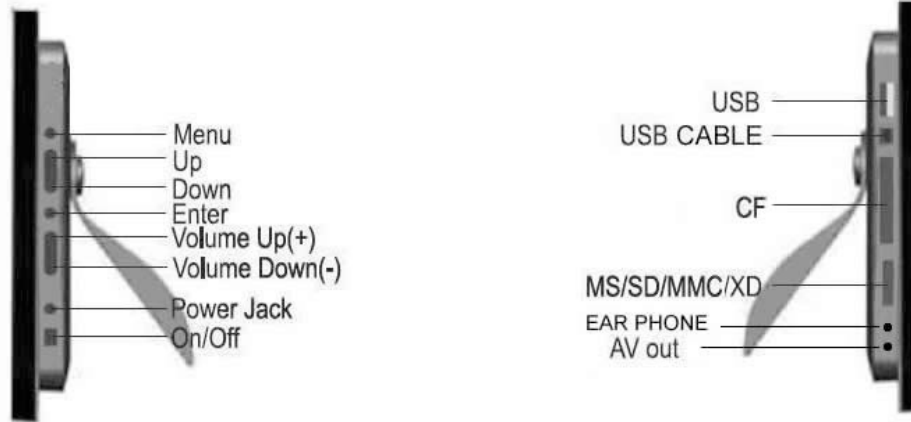 Menu
Up
Down
Enter
Volume Up(+)
Volume Down(-)
Power Jack
On/Off
USB
USB CABLE
CF
MS/SD/MMC/XD
EAR PHONE
AV out